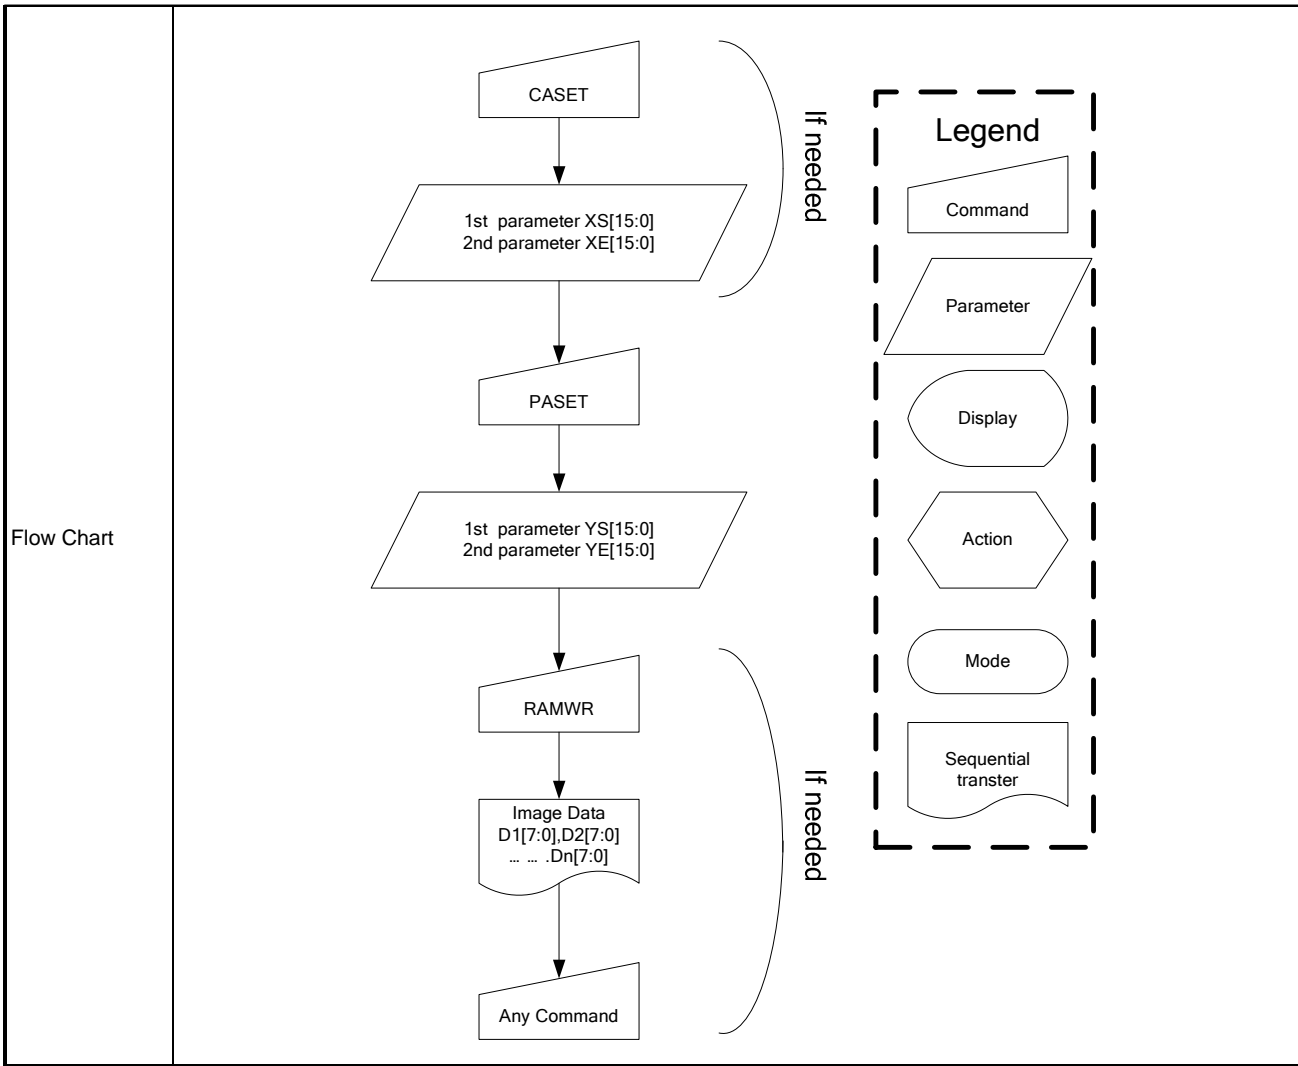 Flow Chart
CASET
1st  parameter XS[15:0]
2nd parameter XE[15:0]
If needed
PASET
1st  parameter YS[15:0]
2nd parameter YE[15:0]
RAMWR
Image Data
D1[7:0],D2[7:0]
... ... .Dn[7:0]
Any Command
If needed
Legend
Command
Parameter
Display
Action
Mode
Sequential
transter